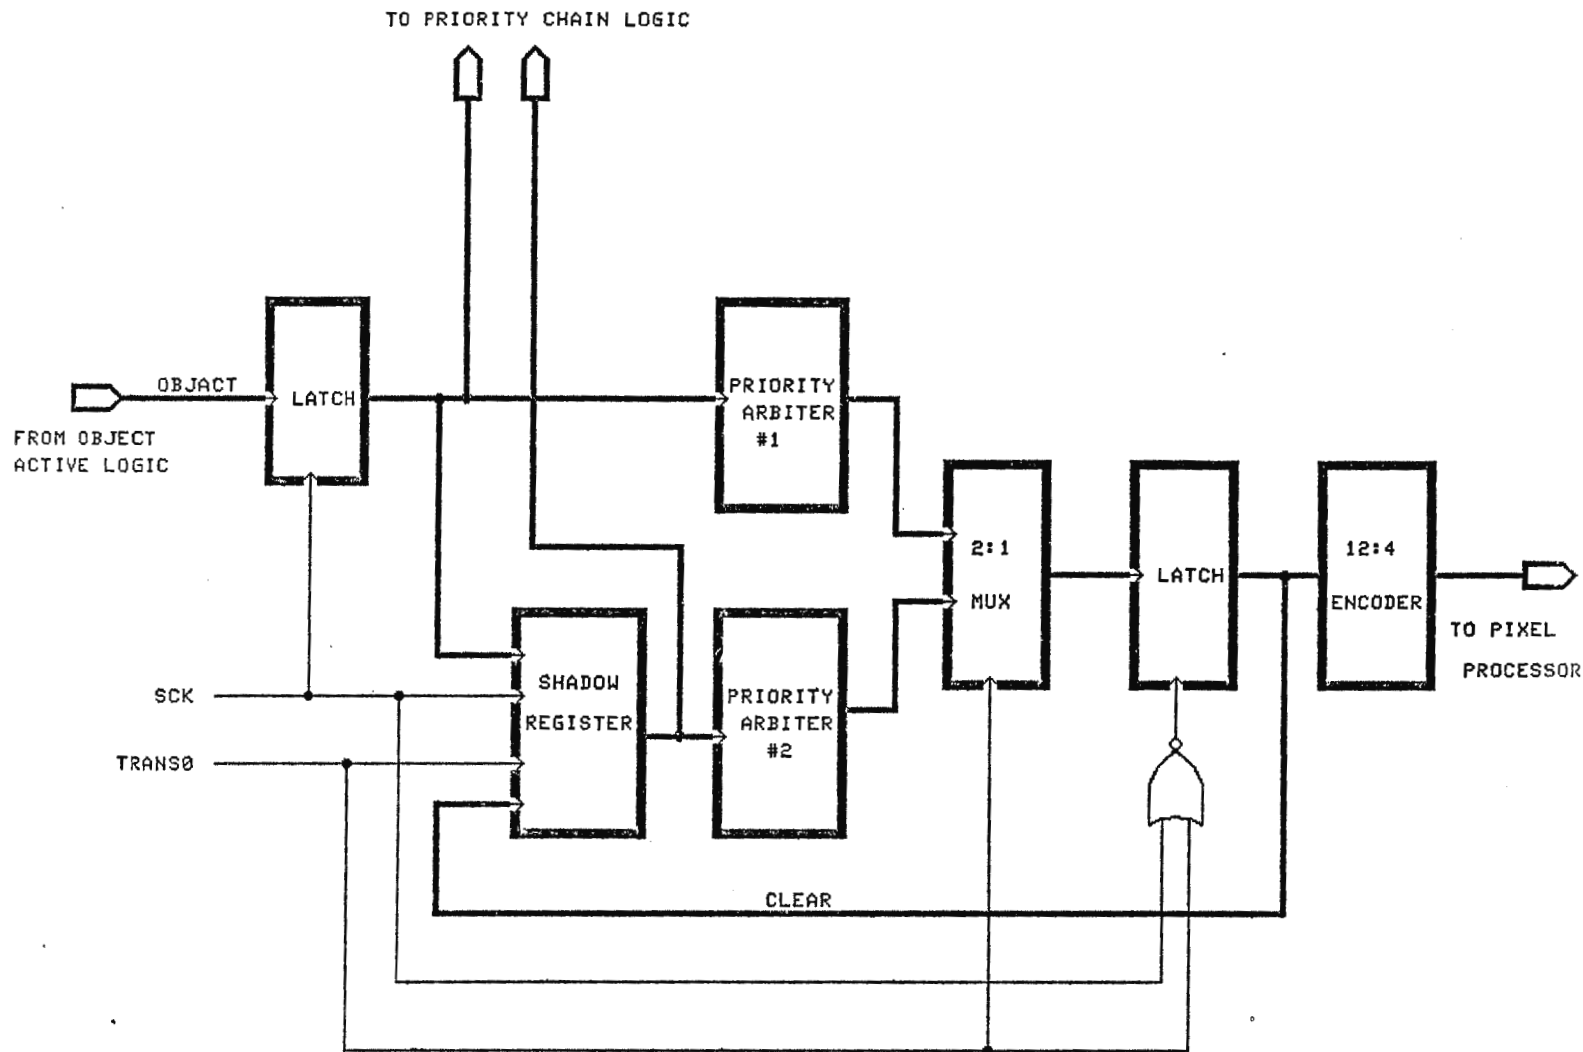 TO PRIORITY CHAIN LOGIC
OBJACT
LATCH
FROM OBJECT
ACTIVE LOGIC
PRIORITY
ARBITER
#1
2:1
MUX
LATCH
12:4
ENCODER
TO PIXEL
PROCESSOR
SCK
TRANS0
SHADOW
REGISTER
PRIORITY
ARBITER
#2
CLEAR